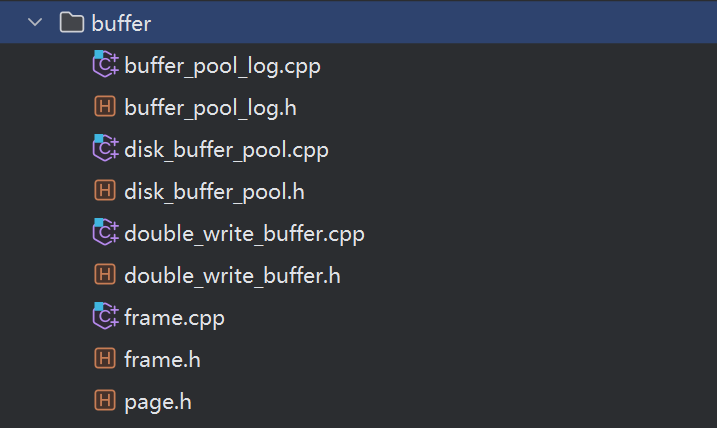 buffer
C++ buffer_pool_log.cpp
H buffer_pool_log.h
C++ disk_buffer_pool.cpp
H disk_buffer_pool.h
C++ double_write_buffer.cpp
H double_write_buffer.h
C++ frame.cpp
H frame.h
H page.h